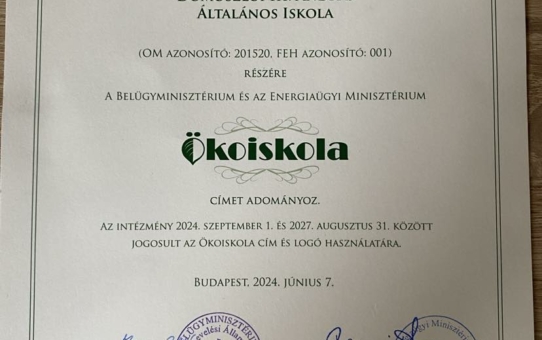 Általános Iskola
(OM azonosító: 201520, FEH azonosító: 001)
részére
A Belügyminisztérium és az Energiaügyi Minisztérium
Ökoiskola
címet adományoz.
Az intézmény 2024. szeptember 1. és 2027. augusztus 31. között
jogosult az Ökoiskola cím és logó használatára.
Budapest, 2024. június 7.